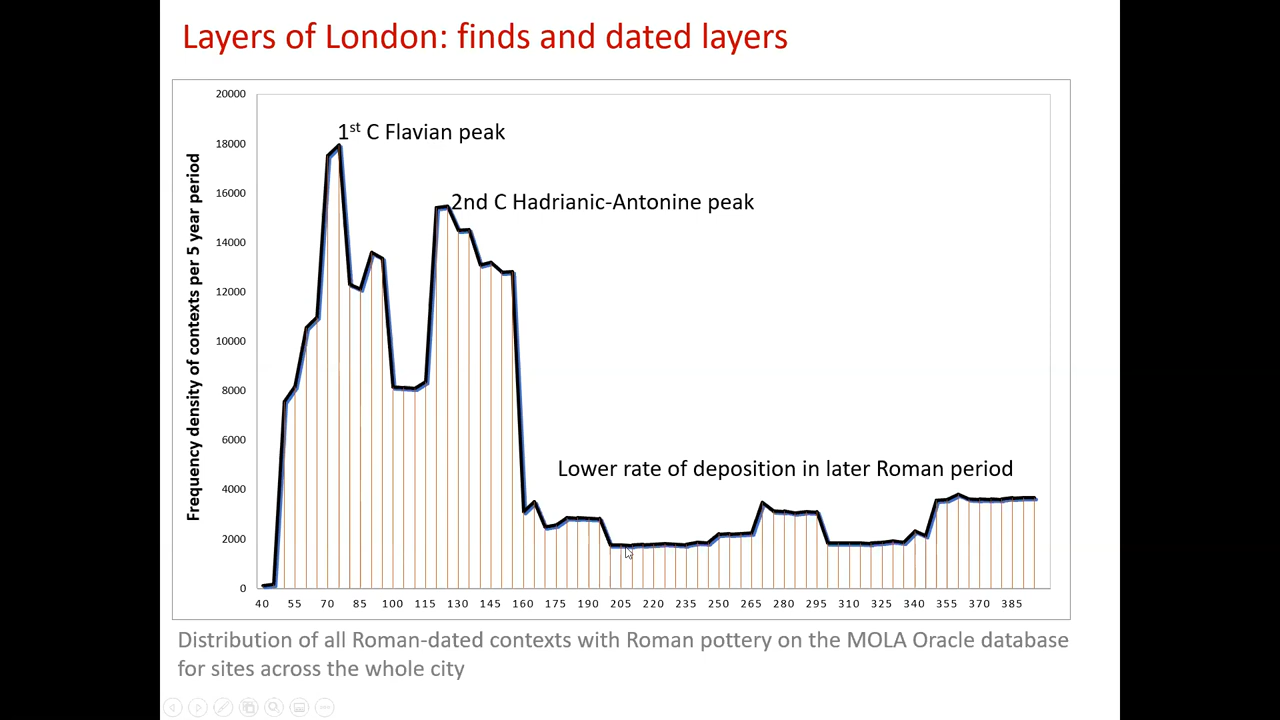 Layers of London: finds and dated layers
20000
18000
16000
14000
12000
10000
8000
6000
4000
2000
0
Frequency density of contexts per 5 year period
1st C Flavian peak
2nd C Hadrianic-Antonine peak
Lower rate of deposition in later Roman period
40 55 70 85 100 115 130 145 160 175 190 205 220 235 250 265 280 295 310 325 340 355 370 385
Distribution of all Roman-dated contexts with Roman pottery on the MOLA Oracle database
for sites across the whole city